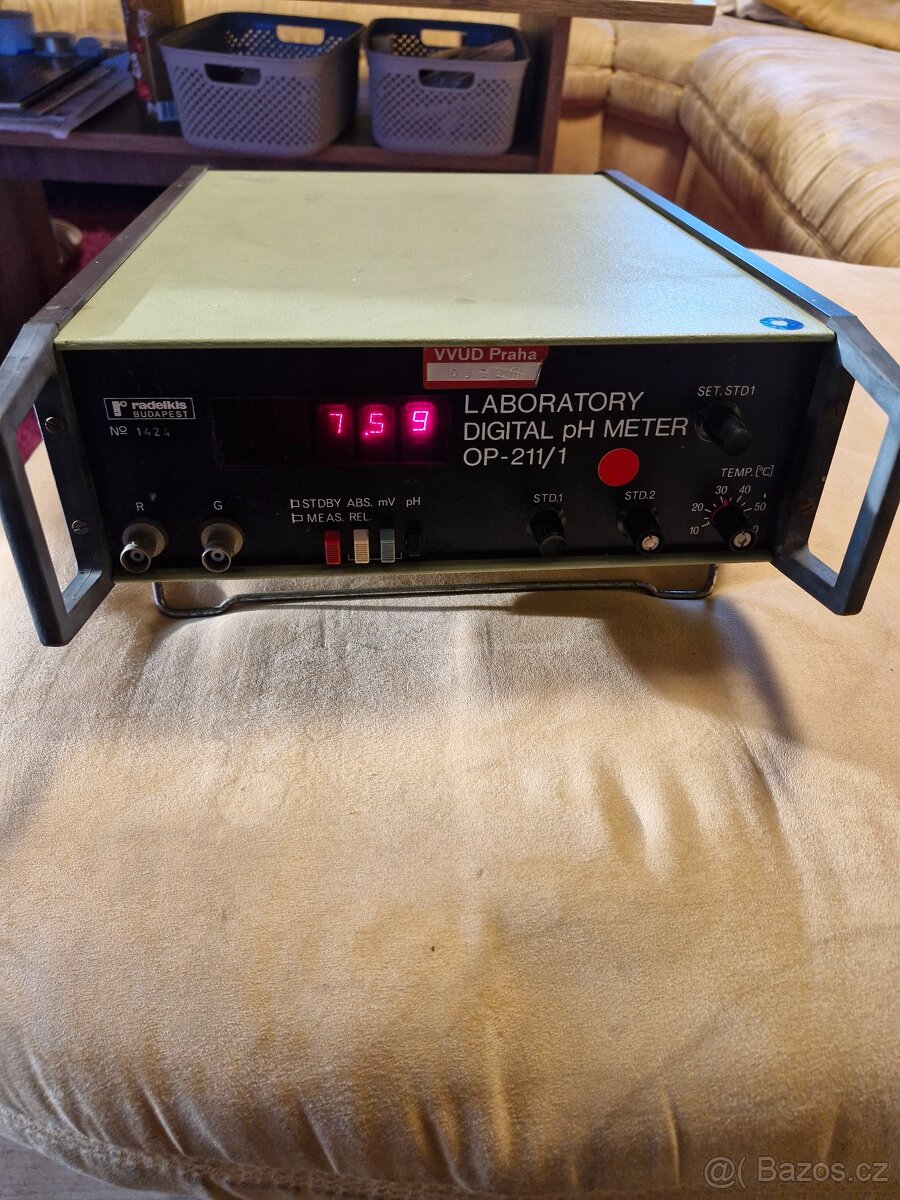 VVUD Praha
radelkis
BUDAPEST
Nº 1424
7.59
LABORATORY
DIGITAL pH METER
OP-211/1
SET. STD1
TEMP. [°C]
10 20 30 40 50
R
G
STDBY ABS. mV pH
MEAS. REL.
STD.1
STD.2
@( Bazoš.cz